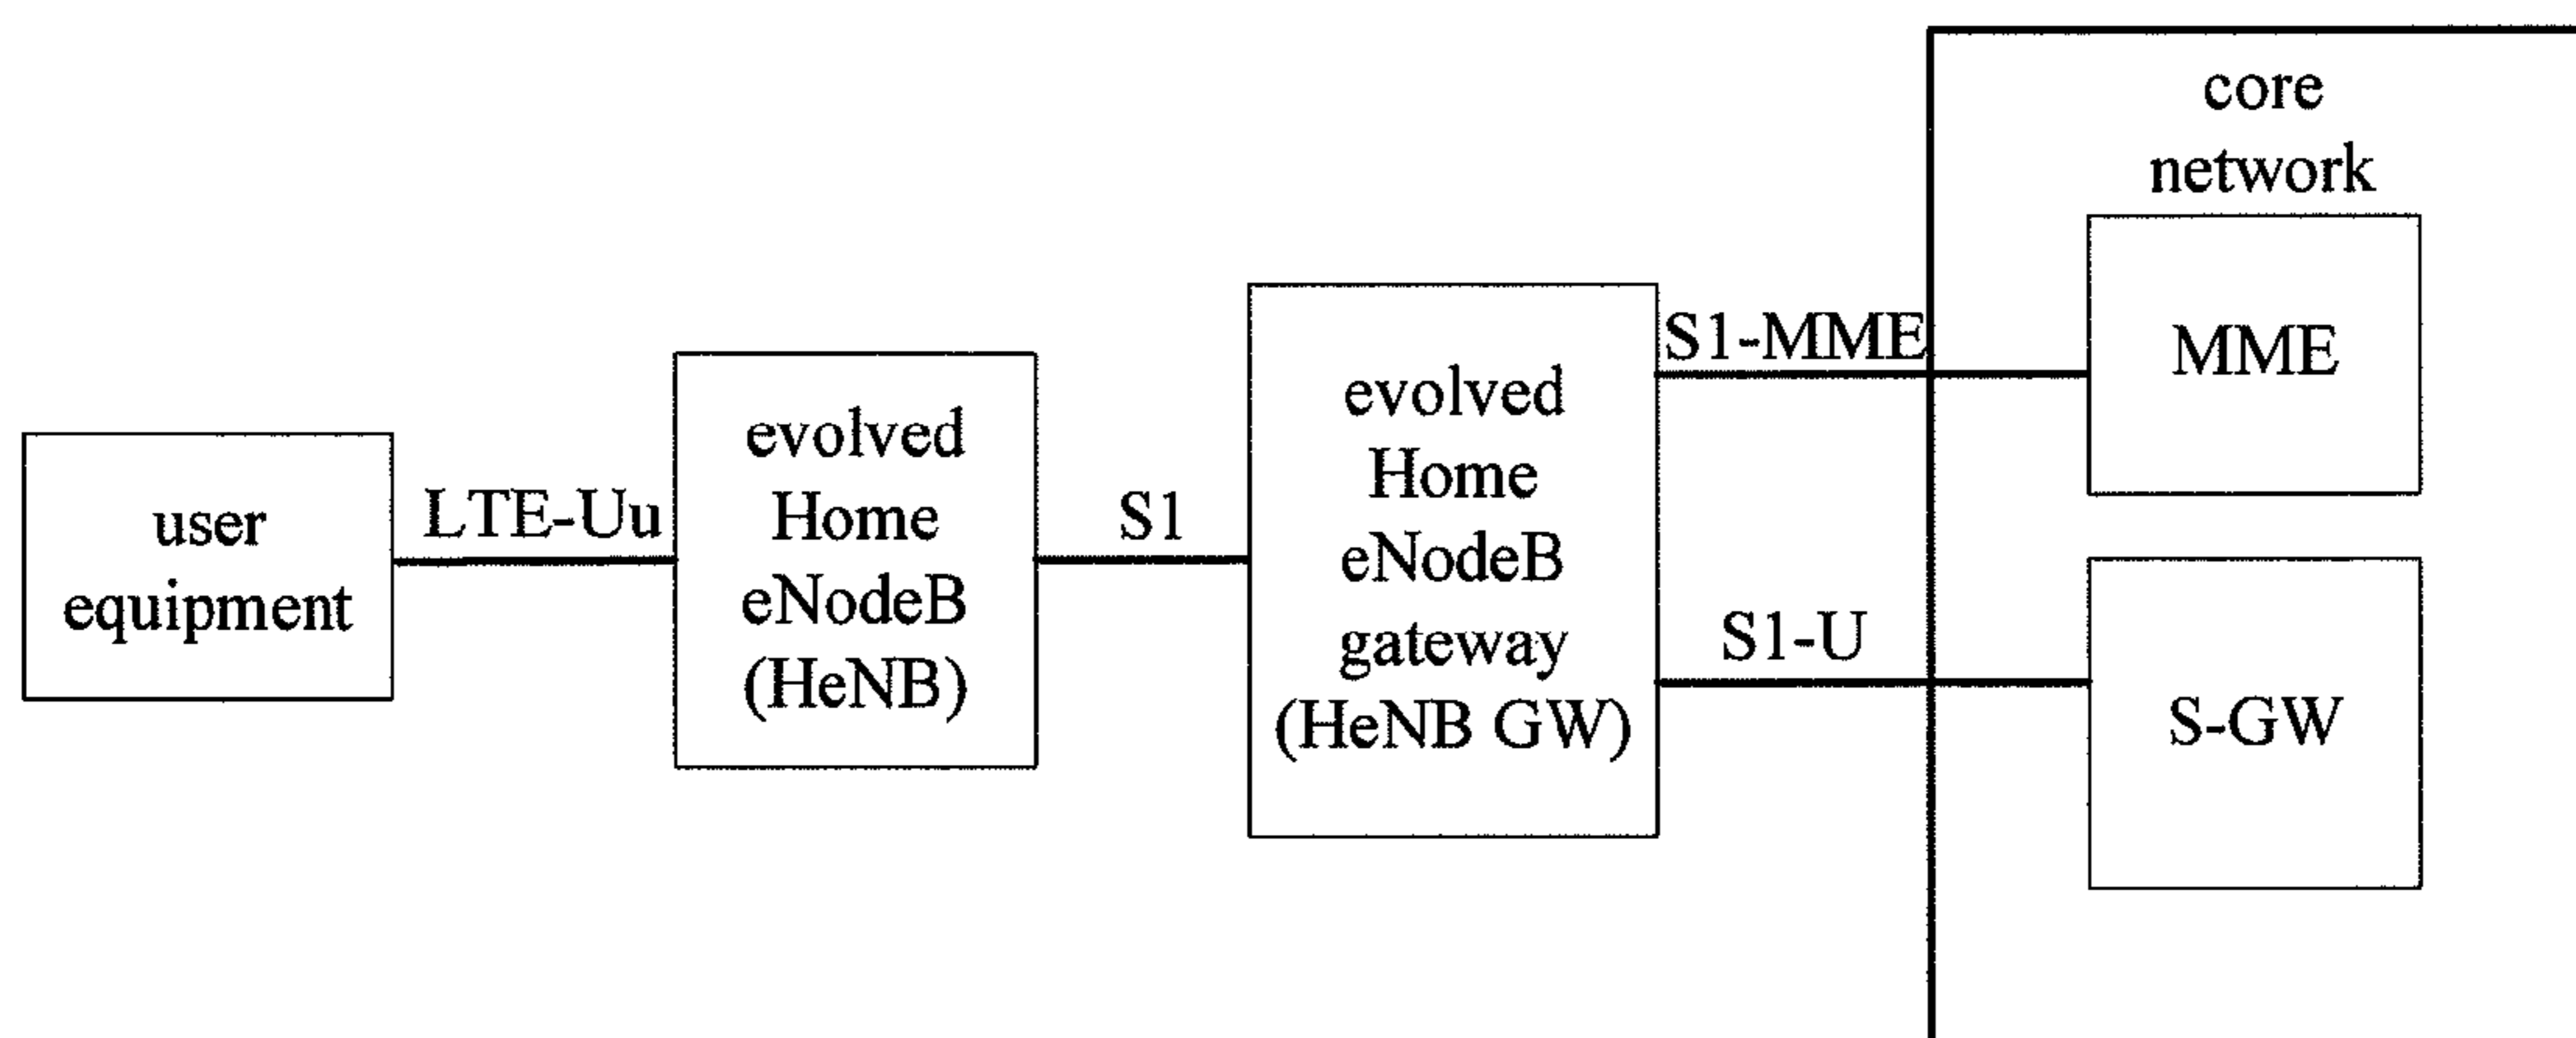 core
network
user
equipment
LTE-Uu
evolved
Home
eNodeB
(HeNB)
S1
evolved
Home
eNodeB
gateway
(HeNB GW)
S1-MME
MME
S1-U
S-GW